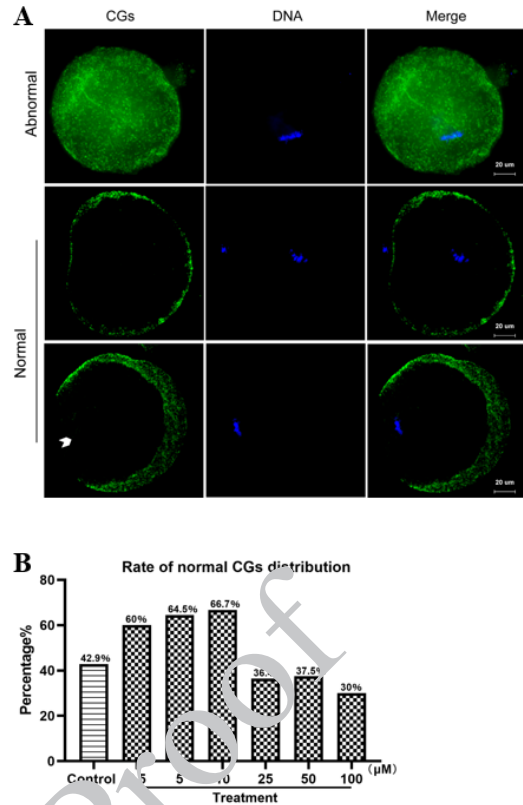 A
CGs DNA Merge
Abnormal
20 um
Normal
20 um
20 um
B
Rate of normal CGs distribution
Percentage%
80
60
40
20
0
42.9% 60% 64.5% 66.7% 37.5% 30%
Control 5 25 50 100 (μM)
Treatment
Proof